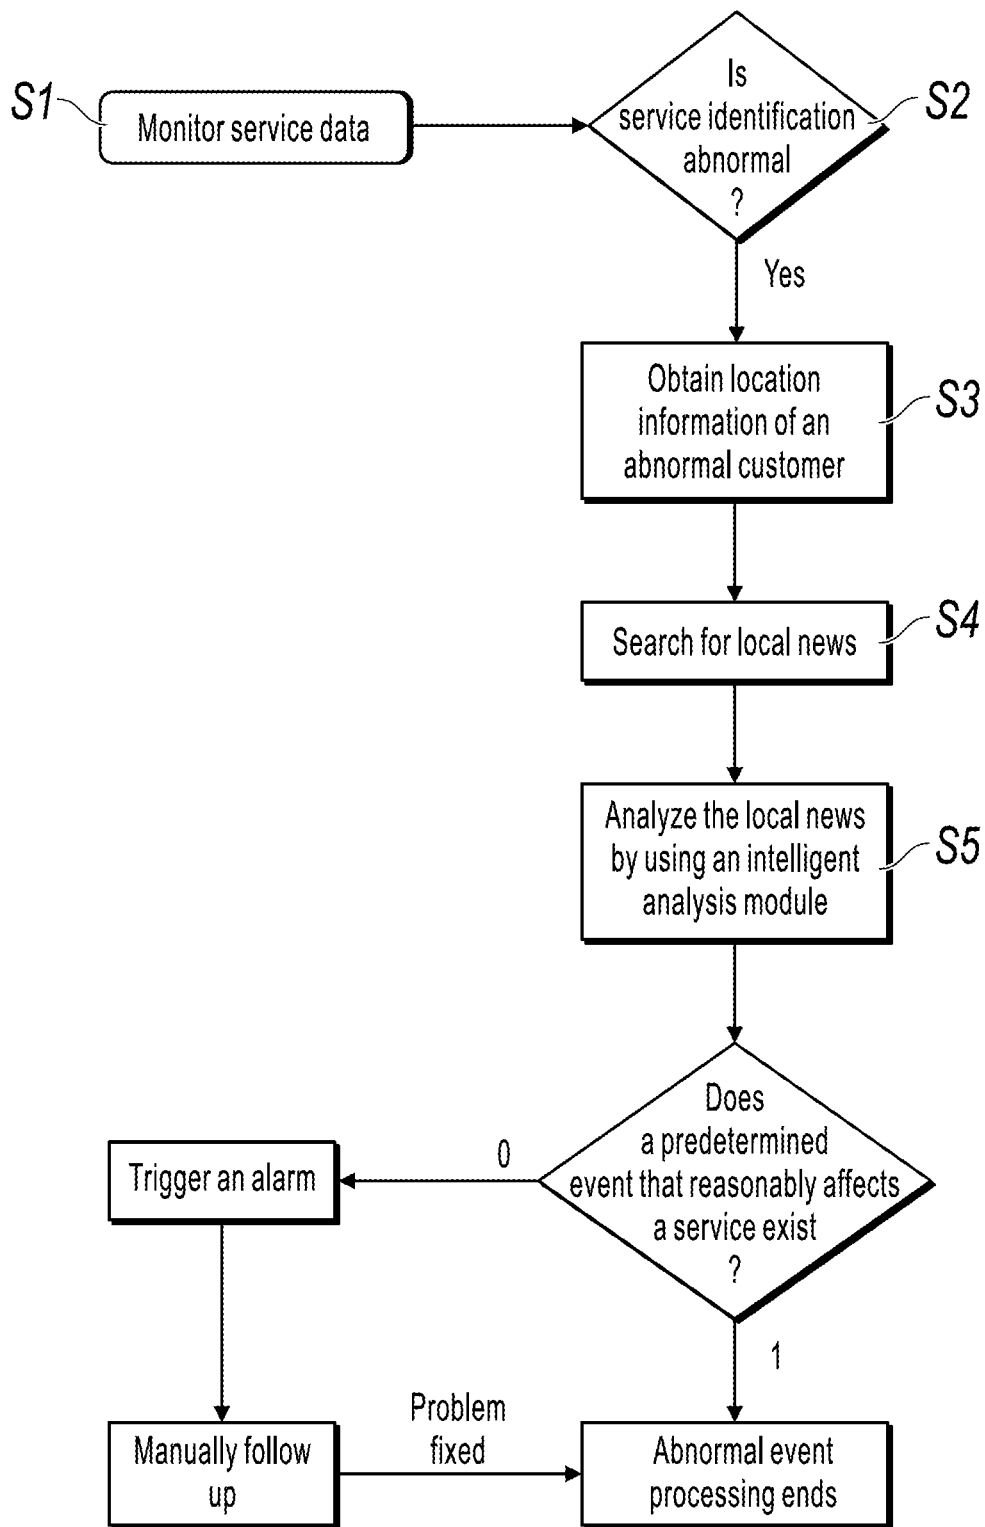 S1
Monitor service data
Is
service identification
abnormal
?
S2
Yes
Obtain location
information of an
abnormal customer
S3
Search for local news
S4
Analyze the local news
by using an intelligent
analysis module
S5
Does
a predetermined
event that reasonably affects
a service exist
?
0
Trigger an alarm
1
Manually follow
up
Problem
fixed
Abnormal event
processing ends